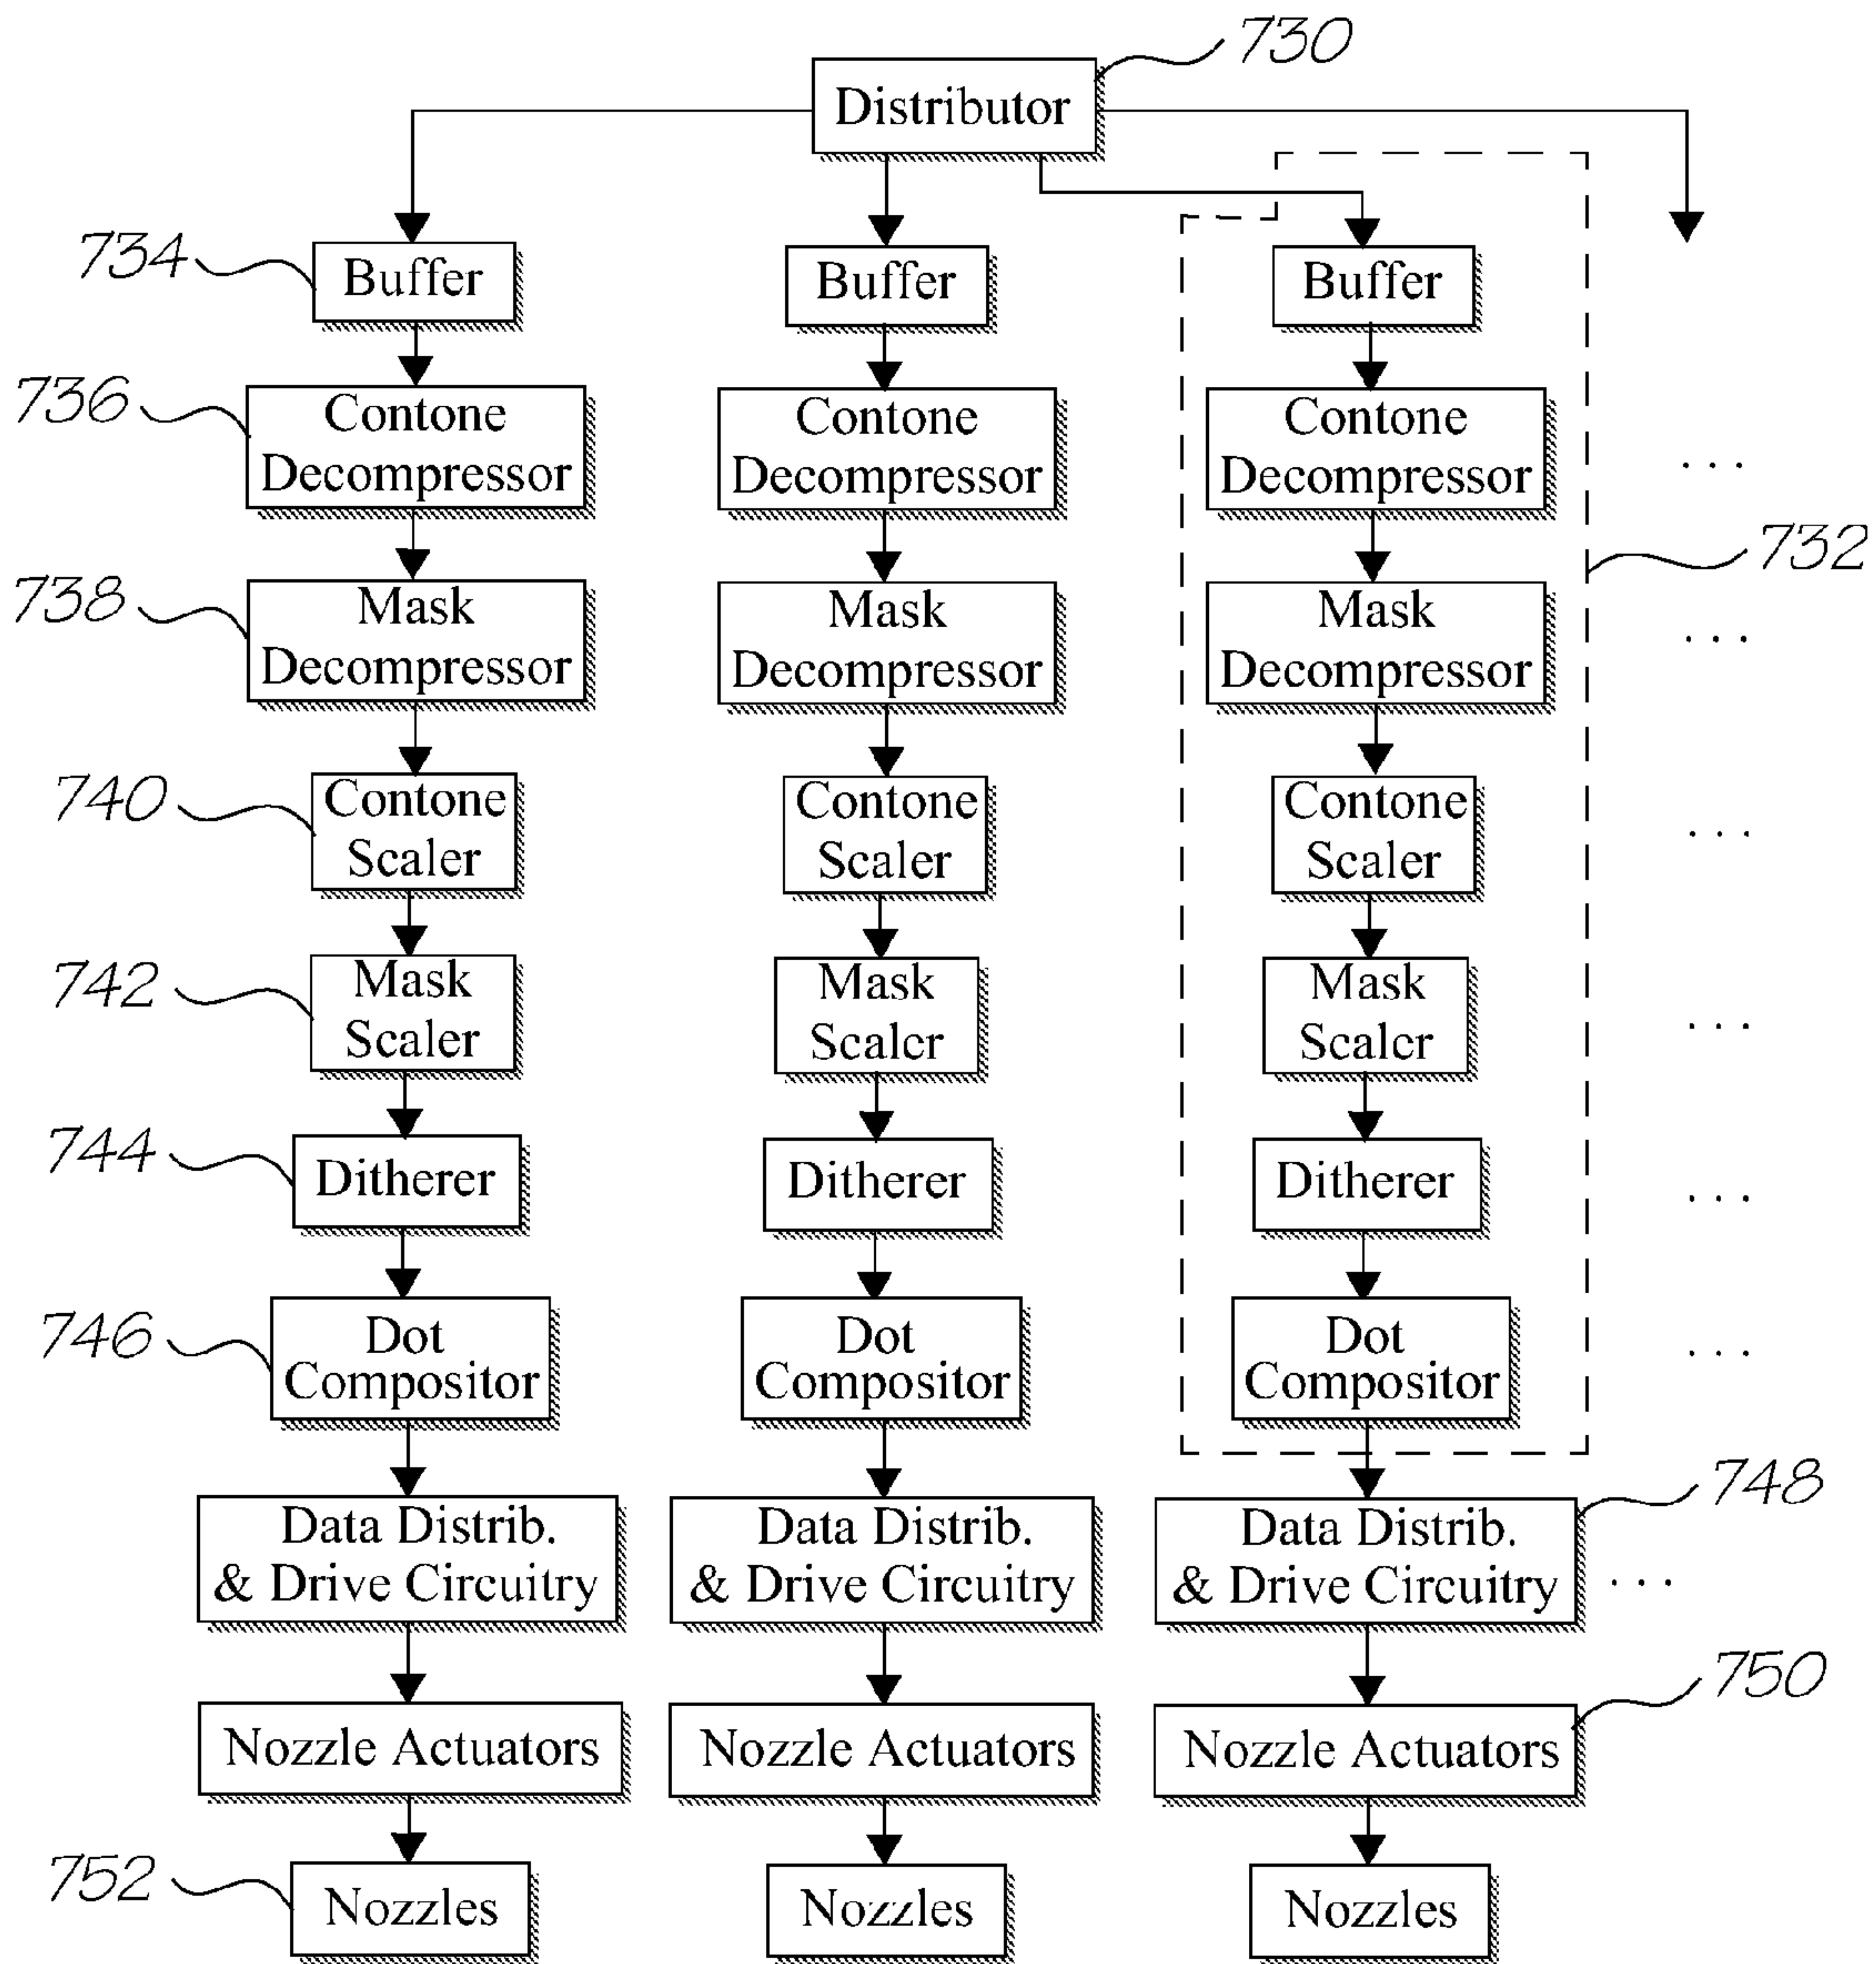 730
Distributor
734
Buffer
Buffer
Buffer
736
Contone
Decompressor
Contone
Decompressor
Contone
Decompressor
. . .
732
738
Mask
Decompressor
Mask
Decompressor
Mask
Decompressor
. . .
740
Contone
Scaler
Contone
Scaler
Contone
Scaler
. . .
742
Mask
Scaler
Mask
Scaler
Mask
Scaler
. . .
744
Ditherer
Ditherer
Ditherer
. . .
746
Dot
Compositor
Dot
Compositor
Dot
Compositor
. . .
748
Data Distrib.
& Drive Circuitry
Data Distrib.
& Drive Circuitry
Data Distrib.
& Drive Circuitry
. . .
750
Nozzle Actuators
Nozzle Actuators
Nozzle Actuators
752
Nozzles
Nozzles
Nozzles